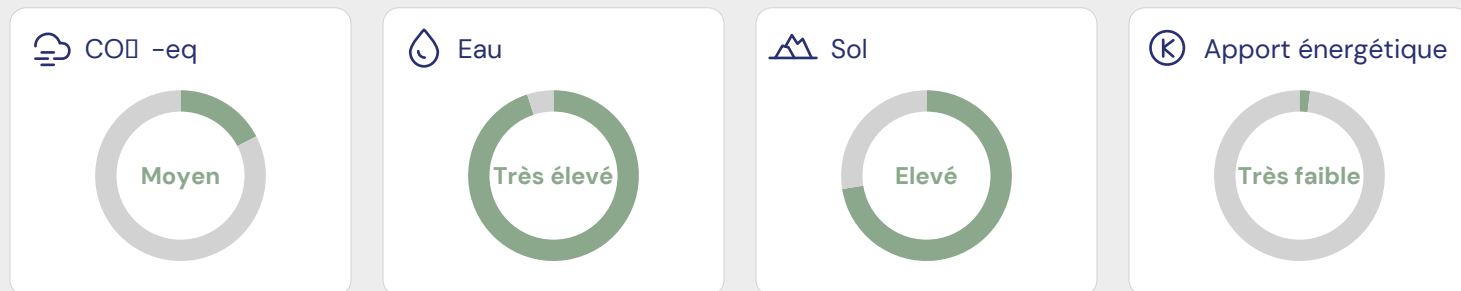 CO▯ -eq
Eau
Sol
Apport énergétique
Moyen
Très élevé
Elevé
Très faible